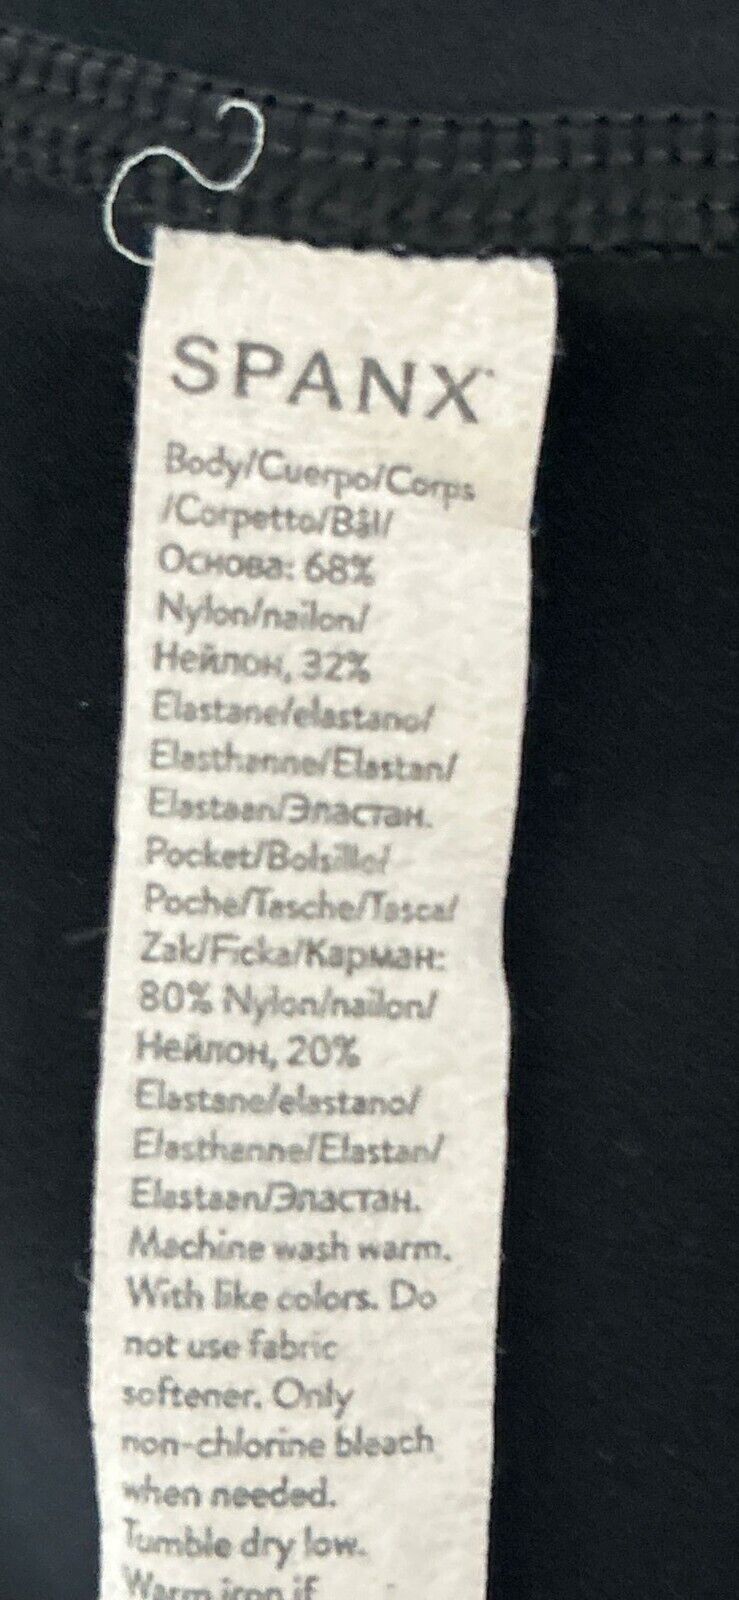 SPANX
Body/Cuerpo/Corps
/Corpetto/Bål/
Основа: 68%
Nylon/nailon/
Нейлон, 32%
Elastane/elastano/
Elasthanne/Elastan/
Elastaan/Эластан.
Pocket/Bolsillo/
Poche/Tasche/Tasca/
Zak/Ficka/Карман:
80% Nylon/nailon/
Нейлон, 20%
Elastane/elastano/
Elasthanne/Elastan/
Elastaan/Эластан.
Machine wash warm.
With like colors. Do
not use fabric
softener. Only
non-chlorine bleach
when needed.
Tumble dry low.
Warm iron if